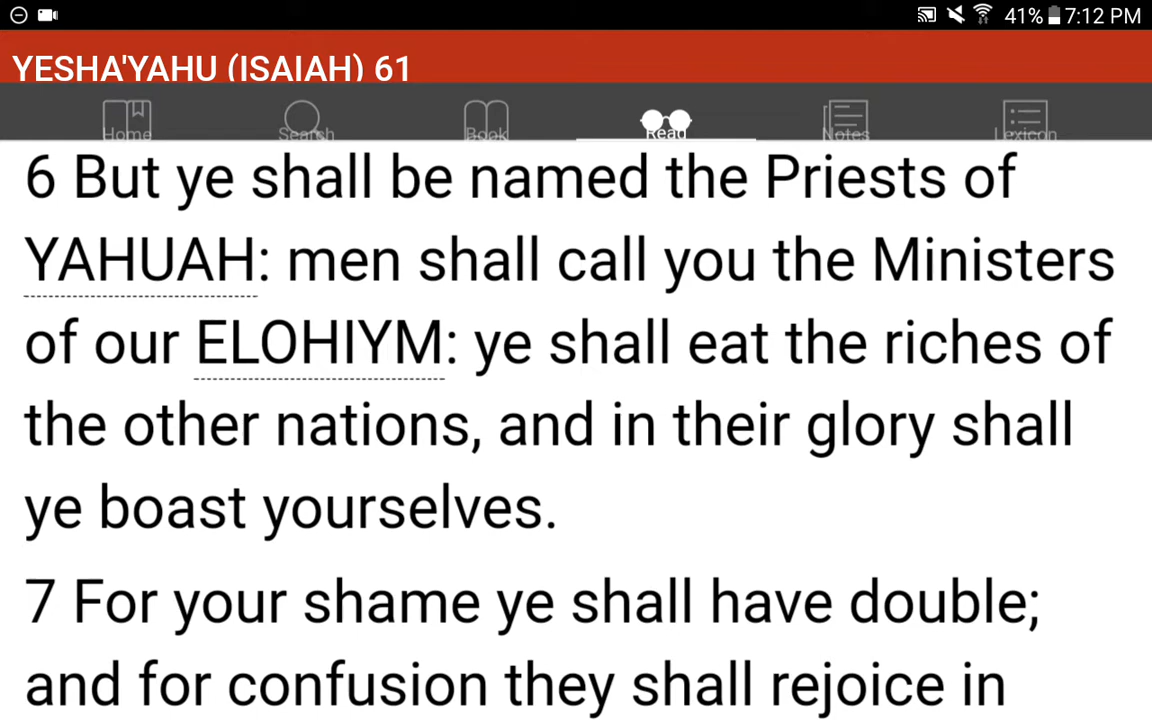 41% 7:12 PM
YESHA'YAHU (ISAIAH) 61
Home Search Book Read Notes Lexicon
6 But ye shall be named the Priests of
YAHUAH: men shall call you the Ministers
of our ELOHIYM: ye shall eat the riches of
the other nations, and in their glory shall
ye boast yourselves.
7 For your shame ye shall have double;
and for confusion they shall rejoice in